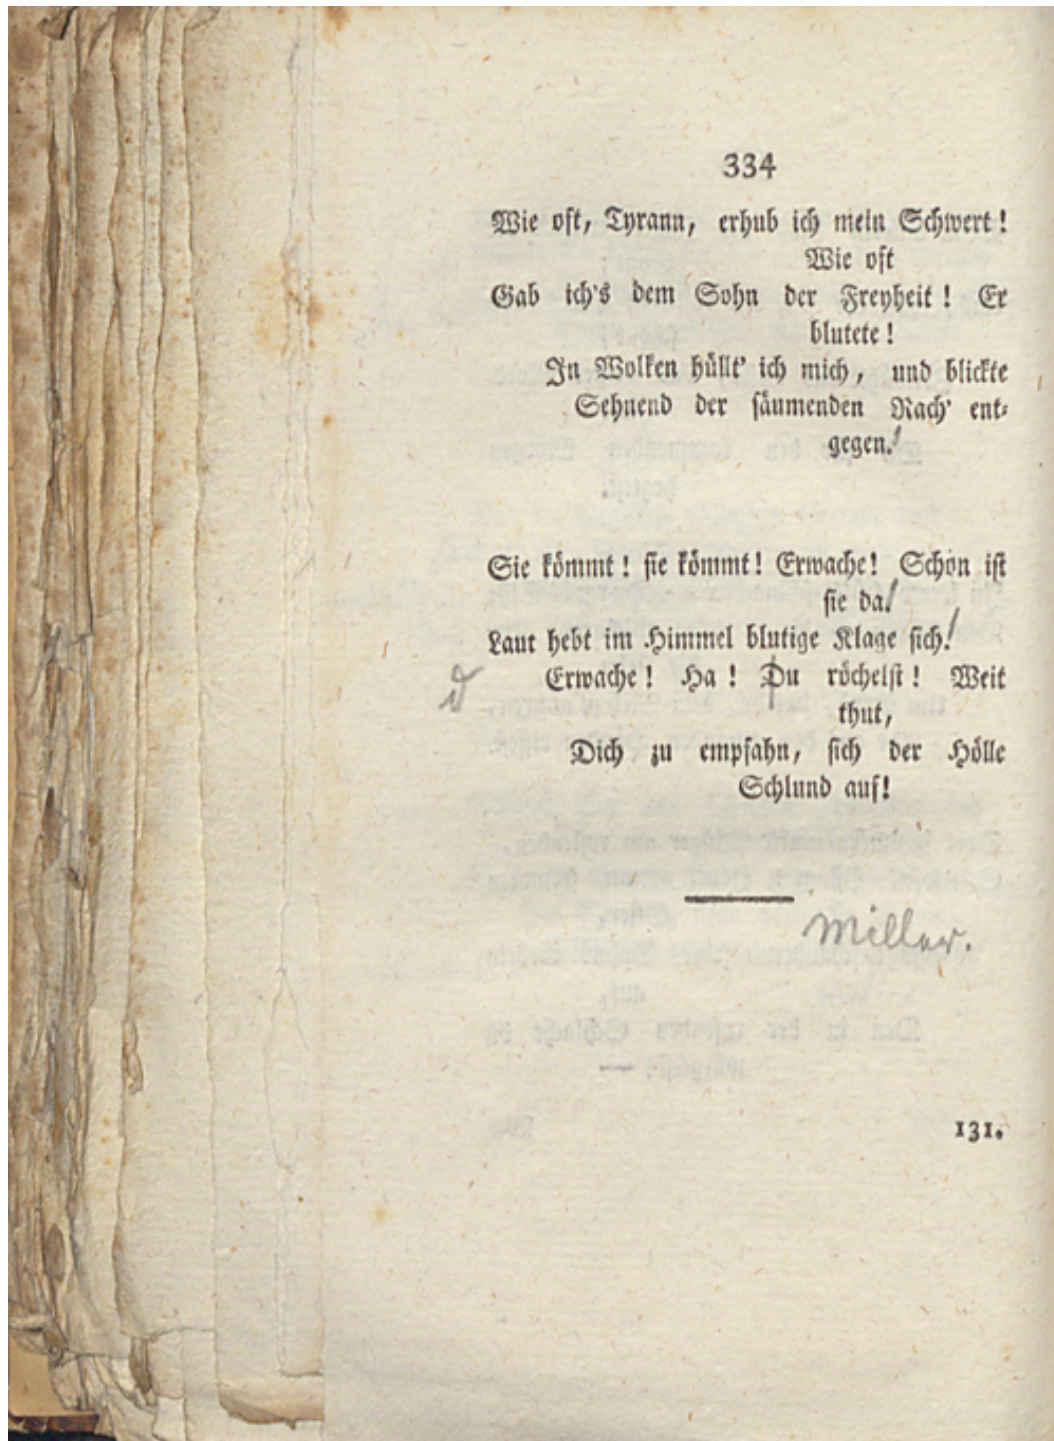 334
Wie oft, Tyrann, erhub ich mein Schwert!
Wie oft
Gab ich's dem Sohn der Freyheit! Er
blutete!
In Wolken hüllt' ich mich, und blickte
Sehnend der säumenden Rach' ent-
gegen!
Sie kömmt! sie kömmt! Erwache! Schon ist
sie da!
Laut hebt im Himmel blutige Klage sich!
d
Erwache! Ha! Du röchelst! Weit
thut,
Dich zu empfahn, sich der Hölle
Schlund auf!
Miller.
131.